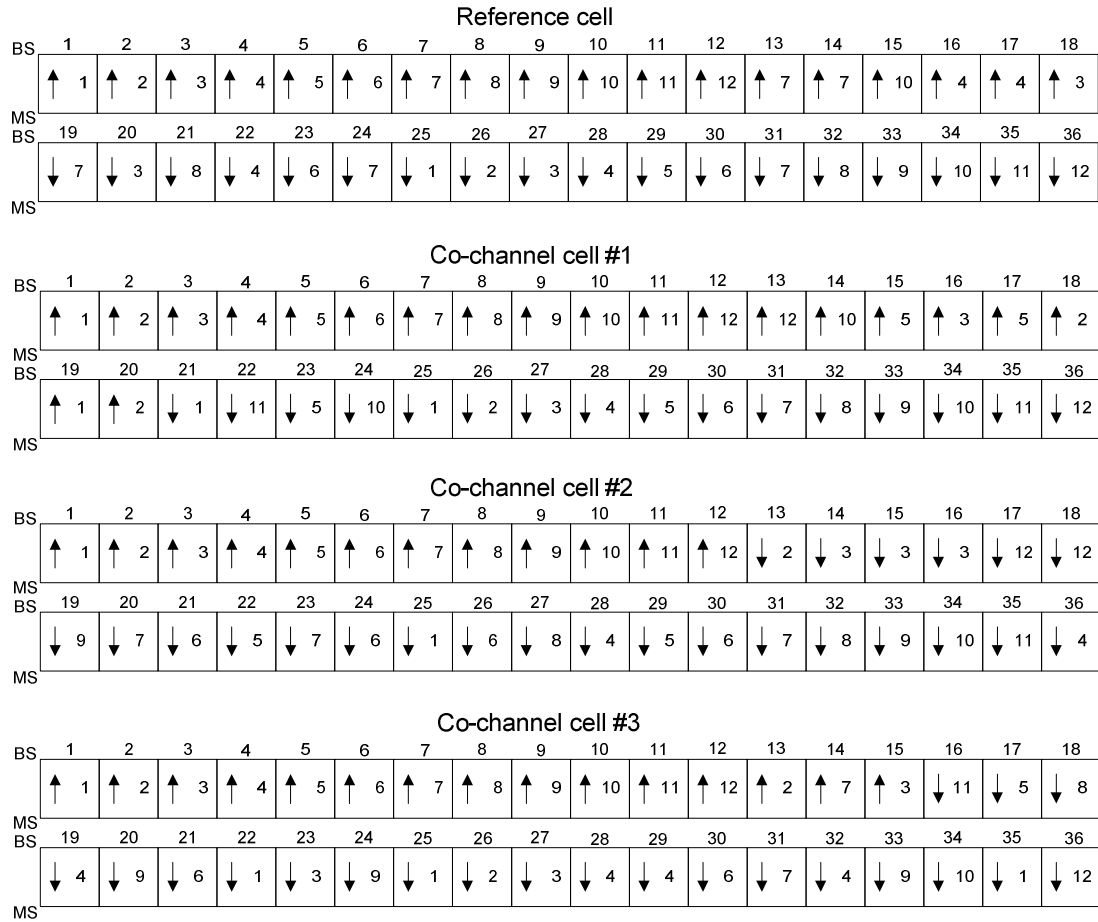 Reference cell
BS 1 2 3 4 5 6 7 8 9 10 11 12 13 14 15 16 17 18
1 2 3 4 5 6 7 8 9 10 11 12 7 7 10 4 4 3
MS
BS 19 20 21 22 23 24 25 26 27 28 29 30 31 32 33 34 35 36
7 3 8 4 6 7 1 2 3 4 5 6 7 8 9 10 11 12
MS
Co-channel cell #1
BS 1 2 3 4 5 6 7 8 9 10 11 12 13 14 15 16 17 18
1 2 3 4 5 6 7 8 9 10 11 12 12 10 5 3 5 2
MS
BS 19 20 21 22 23 24 25 26 27 28 29 30 31 32 33 34 35 36
1 2 1 11 5 10 1 2 3 4 5 6 7 8 9 10 11 12
MS
Co-channel cell #2
BS 1 2 3 4 5 6 7 8 9 10 11 12 13 14 15 16 17 18
1 2 3 4 5 6 7 8 9 10 11 12 2 3 3 3 12 12
MS
BS 19 20 21 22 23 24 25 26 27 28 29 30 31 32 33 34 35 36
9 7 6 5 7 6 1 6 8 4 5 6 7 8 9 10 11 4
MS
Co-channel cell #3
BS 1 2 3 4 5 6 7 8 9 10 11 12 13 14 15 16 17 18
1 2 3 4 5 6 7 8 9 10 11 12 2 7 3 11 5 8
MS
BS 19 20 21 22 23 24 25 26 27 28 28 30 31 32 33 34 35 36
4 9 6 1 3 9 1 2 3 4 4 6 7 4 9 10 1 12
MS